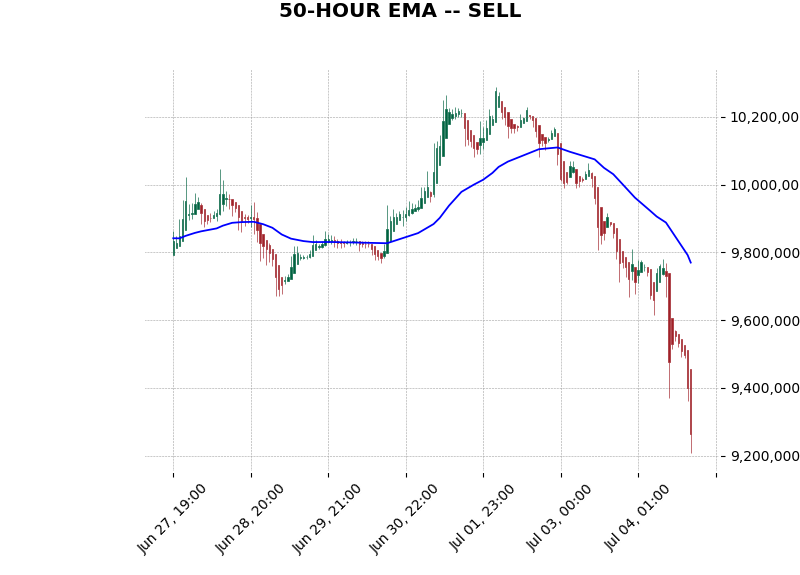 50-HOUR EMA -- SELL
10,200,00
10,000,00
9,800,000
9,600,000
9,400,000
9,200,000
Jun 27, 19:00
Jun 28, 20:00
Jun 29, 21:00
Jun 30, 22:00
Jul 01, 23:00
Jul 03, 00:00
Jul 04, 01:00